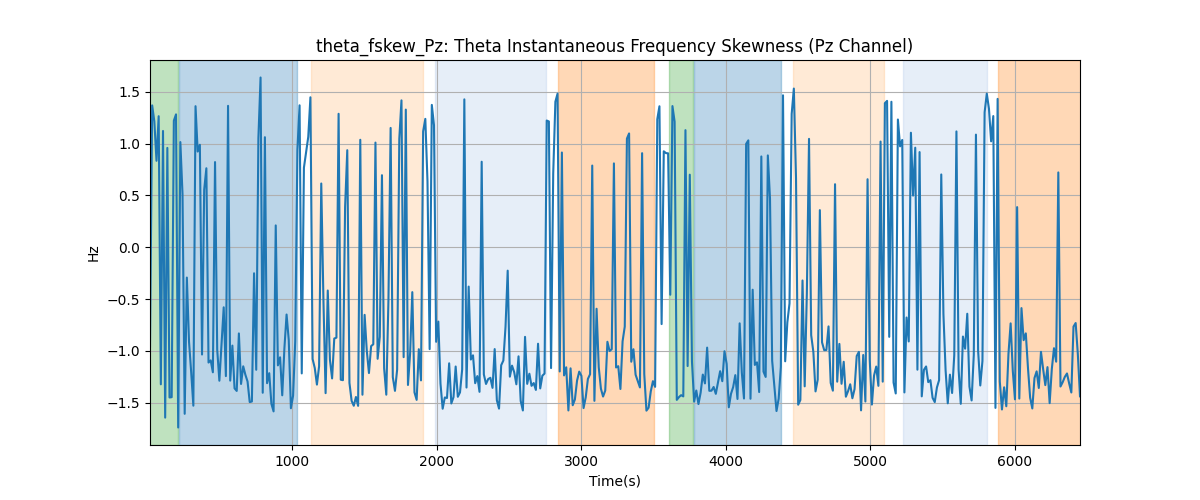 theta_fskew_Pz: Theta Instantaneous Frequency Skewness (Pz Channel)
1.5
1.0
0.5
0.0
−0.5
−1.0
−1.5
Hz
1000 2000 3000 4000 5000 6000
Time(s)